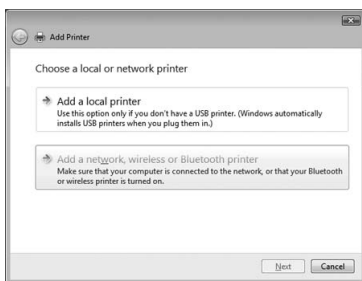 Add Printer
Choose a local or network printer
Add a local printer
Use this option only if you don't have a USB printer. (Windows automatically
installs USB printers when you plug them in.)
Add a network, wireless or Bluetooth printer
Make sure that your computer is connected to the network, or that your Bluetooth
or wireless printer is turned on.
Next Cancel